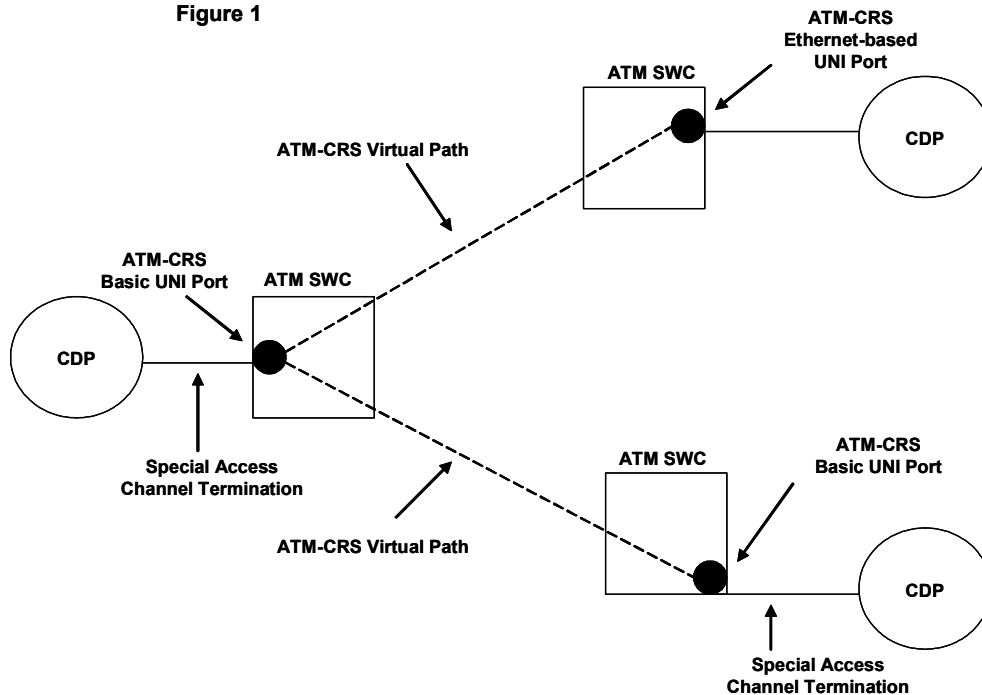 Figure 1
ATM-CRS
Ethernet-based
UNI Port
ATM SWC
CDP
ATM-CRS Virtual Path
ATM-CRS
Basic UNI Port
ATM SWC
CDP
Special Access
Channel Termination
ATM-CRS Virtual Path
ATM SWC
ATM-CRS
Basic UNI Port
CDP
Special Access
Channel Termination